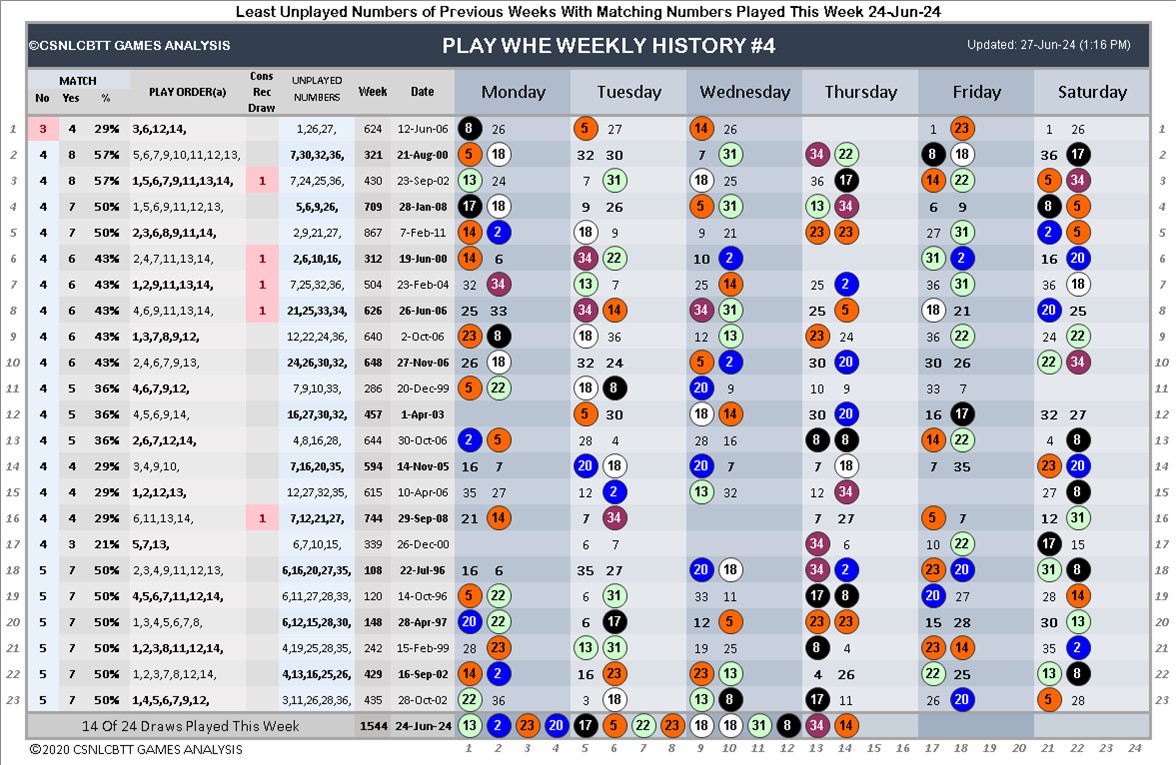 Least Unplayed Numbers of Previous Weeks With Matching Numbers Played This Week 24-Jun-24
©CSNLCBTT GAMES ANALYSIS PLAY WHE WEEKLY HISTORY #4 Updated: 27-Jun-24 (1:16 PM)
MATCH Cons UNPLAYED
No Yes % PLAY ORDER(a) Rec NUMBERS Week Date Monday Tuesday Wednesday Thursday Friday Saturday
Draw
1 3 4 29% 3,6,12,14, 1,26,27, 624 12-Jun-06 8 26 5 27 14 26 1 23 1 26 1
2 4 8 57% 5,6,7,9,10,11,12,13, 7,30,32,36, 321 21-Aug-00 5 18 32 30 7 31 34 22 8 18 36 17 2
3 4 8 57% 1,5,6,7,9,11,13,14, 1 7,24,25,36, 430 23-Sep-02 13 24 7 31 18 25 36 17 14 22 5 34 3
4 4 7 50% 1,5,6,9,11,12,13, 5,6,9,26, 709 28-Jan-08 17 18 9 26 5 31 13 34 6 9 8 5 4
5 4 7 50% 2,3,6,8,9,11,14, 2,9,21,27, 867 7-Feb-11 14 2 18 9 9 21 23 23 27 31 2 5 5
6 4 6 43% 2,4,7,11,13,14, 1 2,6,10,16, 312 19-Jun-00 14 6 34 22 10 2 31 2 16 20 6
7 4 6 43% 1,2,9,11,13,14, 1 7,25,32,36, 504 23-Feb-04 32 34 13 7 25 14 25 2 36 31 36 18 7
8 4 6 43% 4,6,9,11,13,14, 1 21,25,33,34, 626 26-Jun-06 25 33 34 14 34 31 25 5 18 21 20 25 8
9 4 6 43% 1,3,7,8,9,12, 12,22,24,36, 640 2-Oct-06 23 8 18 36 12 13 23 24 36 22 24 22 9
10 4 6 43% 2,4,6,7,9,13, 24,26,30,32, 648 27-Nov-06 26 18 32 24 5 2 30 20 30 26 22 34 10
11 4 5 36% 4,6,7,9,12, 7,9,10,33, 286 20-Dec-99 5 22 18 8 20 9 10 9 33 7 11
12 4 5 36% 4,5,6,9,14, 16,27,30,32, 457 1-Apr-03 5 30 18 14 30 20 16 17 32 27 12
13 4 5 36% 2,6,7,12,14, 4,8,16,28, 644 30-Oct-06 2 5 28 4 28 16 8 8 14 22 4 8 13
14 4 4 29% 3,4,9,10, 7,16,20,35, 594 14-Nov-05 16 7 20 18 20 7 7 18 7 35 23 20 14
15 4 4 29% 1,2,12,13, 12,27,32,35, 615 10-Apr-06 35 27 12 2 13 32 12 34 27 8 15
16 4 4 29% 6,11,13,14, 1 7,12,21,27, 744 29-Sep-08 21 14 7 34 7 27 5 7 12 31 16
17 4 3 21% 5,7,13, 6,7,10,15, 339 26-Dec-00 6 7 34 6 10 22 17 15 17
18 5 7 50% 2,3,4,9,11,12,13, 6,16,20,27,35, 108 22-Jul-96 16 6 35 27 20 18 34 2 23 20 31 8 18
19 5 7 50% 4,5,6,7,11,12,14, 6,11,27,28,33, 120 14-Oct-96 5 22 6 31 33 11 17 8 20 27 28 14 19
20 5 7 50% 1,3,4,5,6,7,8, 6,12,15,28,30, 148 28-Apr-97 20 22 6 17 12 5 23 23 15 28 30 13 20
21 5 7 50% 1,2,3,8,11,12,14, 4,19,25,28,35, 242 15-Feb-99 28 23 13 31 19 25 8 4 23 14 35 2 21
22 5 7 50% 1,2,3,7,8,12,14, 4,13,16,25,26, 429 16-Sep-02 14 2 16 23 23 13 4 26 22 25 13 8 22
23 5 7 50% 1,4,5,6,7,9,12, 3,11,26,28,36, 435 28-Oct-02 22 36 3 18 13 8 17 11 26 20 5 28 23
14 Of 24 Draws Played This Week 1544 24-Jun-24 13 2 23 20 17 5 22 23 18 18 31 8 34 14
©2020 CSNLCBTT GAMES ANALYSIS 1 2 3 4 5 6 7 8 9 10 11 12 13 14 15 16 17 18 19 20 21 22 23 24